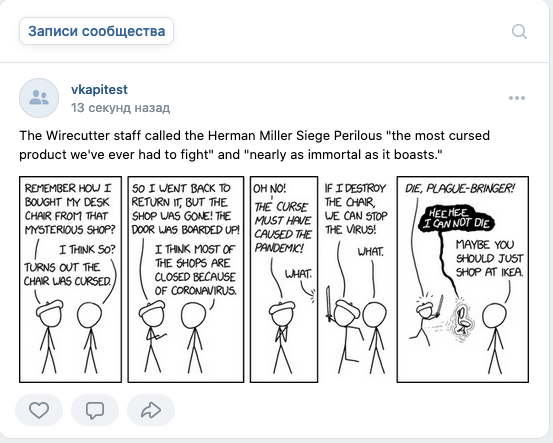 Записи сообщества
vkapitest
13 секунд назад
The Wirecutter staff called the Herman Miller Siege Perilous "the most cursed
product we've ever had to fight" and "nearly as immortal as it boasts."
REMEMBER HOW I
BOUGHT MY DESK
CHAIR FROM THAT
MYSTERIOUS SHOP?
I THINK SO?
TURNS OUT THE
CHAIR WAS CURSED.
SO I WENT BACK TO
RETURN IT, BUT THE
SHOP WAS GONE! THE
DOOR WAS BOARDED UP!
I THINK MOST OF
THE SHOPS ARE
CLOSED BECAUSE
OF CORONAVIRUS.
OH NO!
THE CURSE
MUST HAVE
CAUSED THE
PANDEMIC!
WHAT.
IF I DESTROY
THE CHAIR,
WE CAN STOP
THE VIRUS!
WHAT.
DIE, PLAGUE-BRINGER!
HEE HEE
I CANNOT DIE
MAYBE YOU
SHOULD JUST
SHOP AT IKEA.